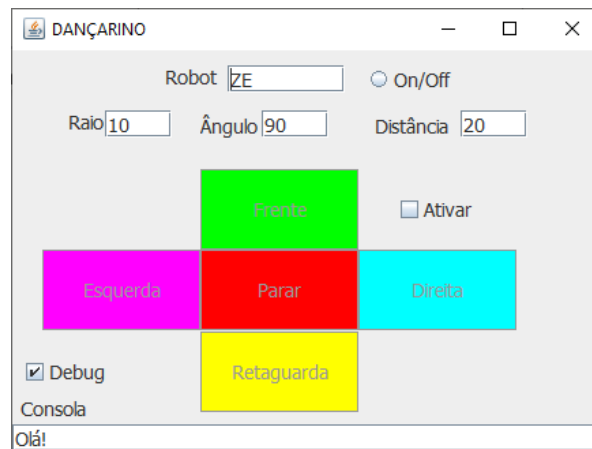 DANÇARINO
Robot ZE On/Off
Raio 10 Ângulo 90 Distância 20
Frente Ativar
Esquerda Parar Direita
Debug Retaguarda
Consola
Olá!